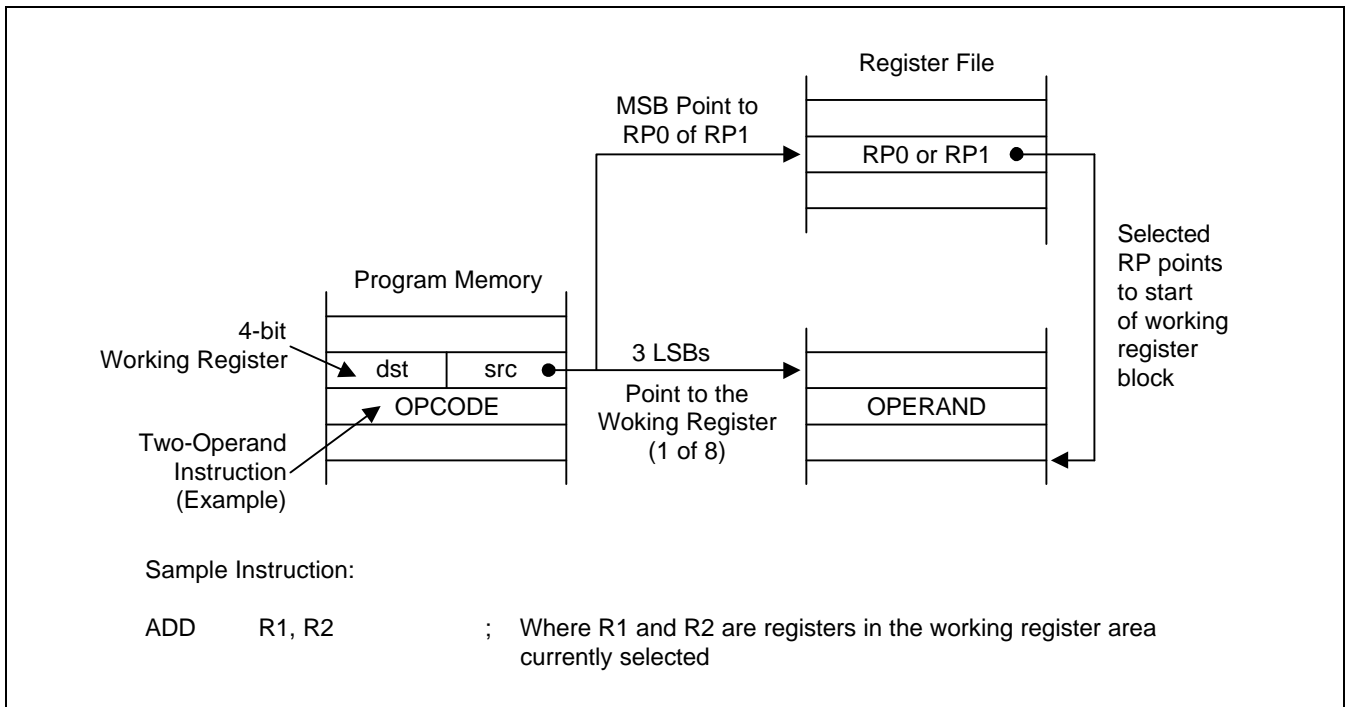 Register File
MSB Point to
RP0 of RP1
RP0 or RP1
Selected
RP points
to start
of working
register
block
Program Memory
4-bit
Working Register
dst src
3 LSBs
OPCODE
Point to the
Woking Register
(1 of 8)
OPERAND
Two-Operand
Instruction
(Example)
Sample Instruction:
ADD R1, R2 ; Where R1 and R2 are registers in the working register area
currently selected